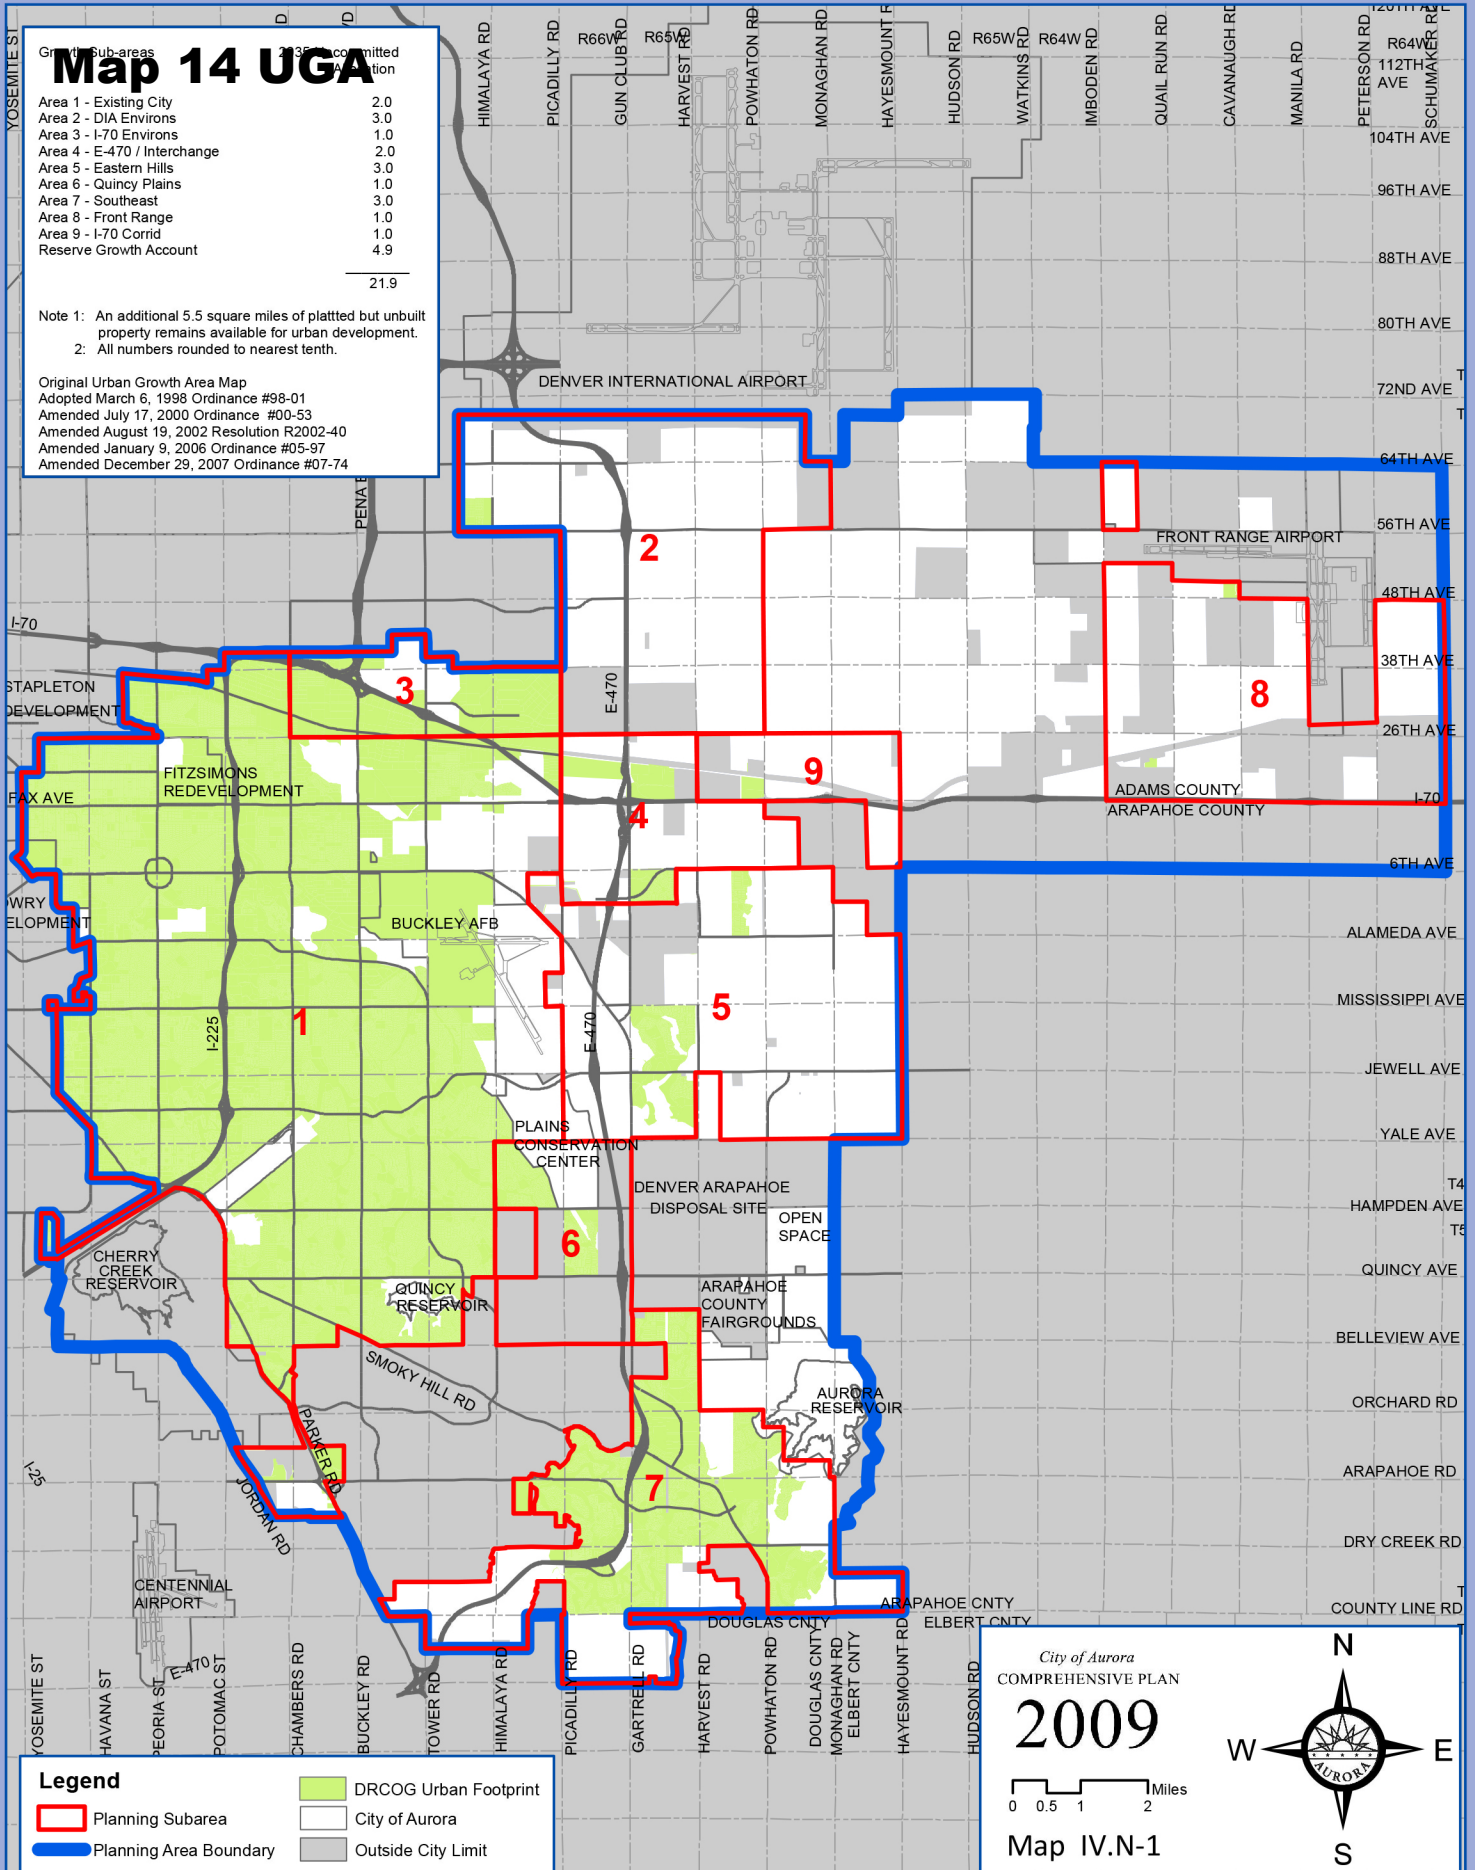 Map 14 UGA
Growth Sub-areas
Area 1 - Existing City 2.0
Area 2 - DIA Environs 3.0
Area 3 - I-70 Environs 1.0
Area 4 - E-470 / Interchange 2.0
Area 5 - Eastern Hills 3.0
Area 6 - Quincy Plains 1.0
Area 7 - Southeast 3.0
Area 8 - Front Range 1.0
Area 9 - I-70 Corrid 1.0
Reserve Growth Account 4.9
21.9
Note 1: An additional 5.5 square miles of plattted but unbuilt
property remains available for urban development.
2: All numbers rounded to nearest tenth.
Original Urban Growth Area Map
Adopted March 6, 1998 Ordinance #98-01
Amended July 17, 2000 Ordinance #00-53
Amended August 19, 2002 Resolution R2002-40
Amended January 9, 2006 Ordinance #05-97
Amended December 29, 2007 Ordinance #07-74
YOSEMITE ST
HIMALAYA RD
PICADILLY RD
GUN CLUB RD
HARVEST RD
POWHATON RD
MONAGHAN RD
HAYESMOUNT R
HUDSON RD
WATKINS RD
IMBODEN RD
QUAIL RUN RD
CAVANAUGH RD
MANILA RD
PETERSON RD
SCHUMAKER RD
R66W
R65W
R65W
R64W
R64W
120TH AVE
112TH
AVE
104TH AVE
96TH AVE
88TH AVE
80TH AVE
72ND AVE
64TH AVE
56TH AVE
48TH AVE
38TH AVE
26TH AVE
I-70
6TH AVE
ALAMEDA AVE
MISSISSIPPI AVE
JEWELL AVE
YALE AVE
T4
HAMPDEN AVE
T5
QUINCY AVE
BELLEVIEW AVE
ORCHARD RD
ARAPAHOE RD
DRY CREEK RD
COUNTY LINE RD
DENVER INTERNATIONAL AIRPORT
PENA B
2
FRONT RANGE AIRPORT
I-70
3
E-470
8
STAPLETON
DEVELOPMENT
FITZSIMONS
REDEVELOPMENT
9
FAX AVE
4
ADAMS COUNTY
ARAPAHOE COUNTY
OWRY
ELOPMENT
BUCKLEY AFB
1
I-225
E-470
5
PLAINS
CONSERVATION
CENTER
DENVER ARAPAHOE
DISPOSAL SITE
OPEN
SPACE
6
CHERRY
CREEK
RESERVOIR
QUINCY
RESERVOIR
ARAPAHOE
COUNTY
FAIRGROUNDS
SMOKY HILL RD
AURORA
RESERVOIR
PARKER RD
I-25
JORDAN RD
7
CENTENNIAL
AIRPORT
E-470
ARAPAHOE CNTY
DOUGLAS CNTY
ELBERT CNTY
YOSEMITE ST
HAVANA ST
PEORIA ST
POTOMAC ST
CHAMBERS RD
BUCKLEY RD
TOWER RD
HIMALAYA RD
PICADILLY RD
GARTRELL RD
HARVEST RD
POWHATON RD
DOUGLAS CNTY
MONAGHAN RD
ELBERT CNTY
HAYESMOUNT RD
HUDSON RD
Legend
Planning Subarea
Planning Area Boundary
DRCOG Urban Footprint
City of Aurora
Outside City Limit
City of Aurora
COMPREHENSIVE PLAN
2009
0 0.5 1 2
Miles
Map IV.N-1
N
W
E
S
AURORA